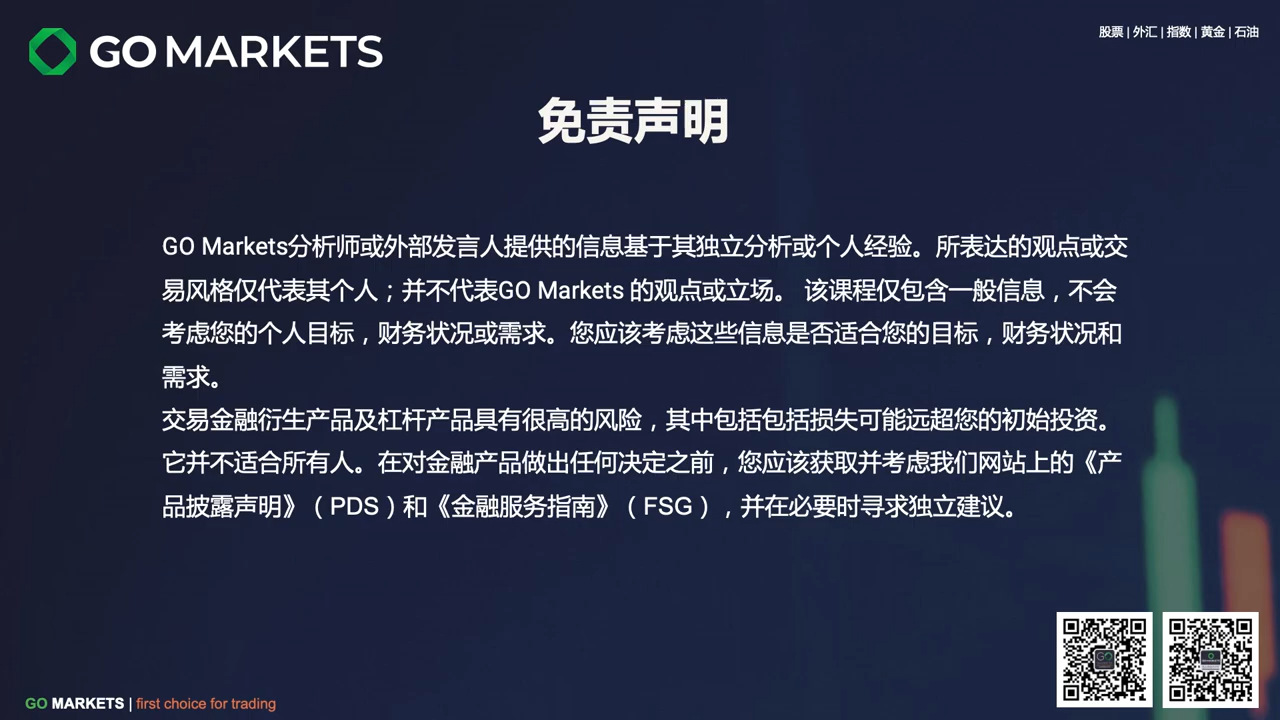 GO MARKETS
股票 | 外汇 | 指数 | 黄金 | 石油
免责声明
GO Markets分析师或外部发言人提供的信息基于其独立分析或个人经验。所表达的观点或交
易风格仅代表其个人；并不代表GO Markets 的观点或立场。 该课程仅包含一般信息，不会
考虑您的个人目标，财务状况或需求。您应该考虑这些信息是否适合您的目标，财务状况和
需求。
交易金融衍生产品及杠杆产品具有很高的风险，其中包括包括损失可能远超您的初始投资。
它并不适合所有人。在对金融产品做出任何决定之前，您应该获取并考虑我们网站上的《产
品披露声明》（PDS）和《金融服务指南》（FSG），并在必要时寻求独立建议。
GO MARKETS | first choice for trading